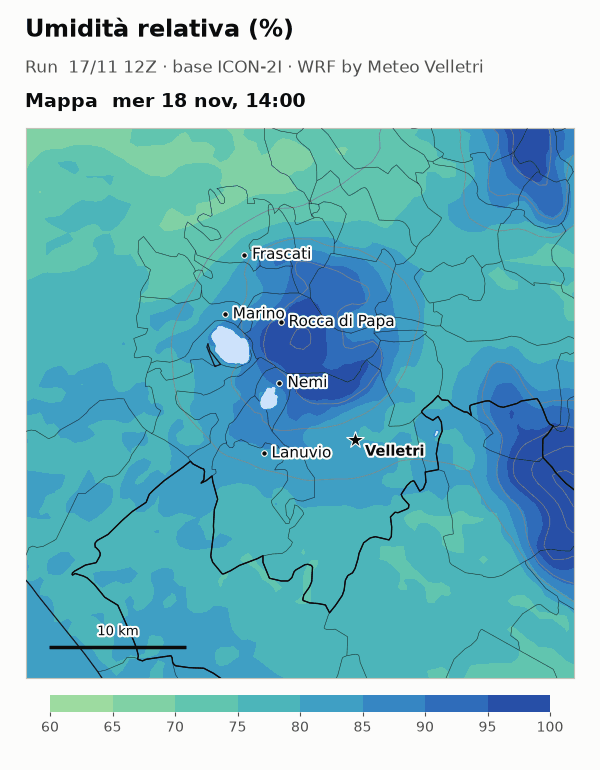 Umidità relativa (%)
Run  17/11 12Z · base ICON-2I · WRF by Meteo Velletri
Mappa  mer 18 nov, 14:00
Frascati
Marino
Rocca di Papa
Nemi
Velletri
Lanuvio
10 km
60 65 70 75 80 85 90 95 100